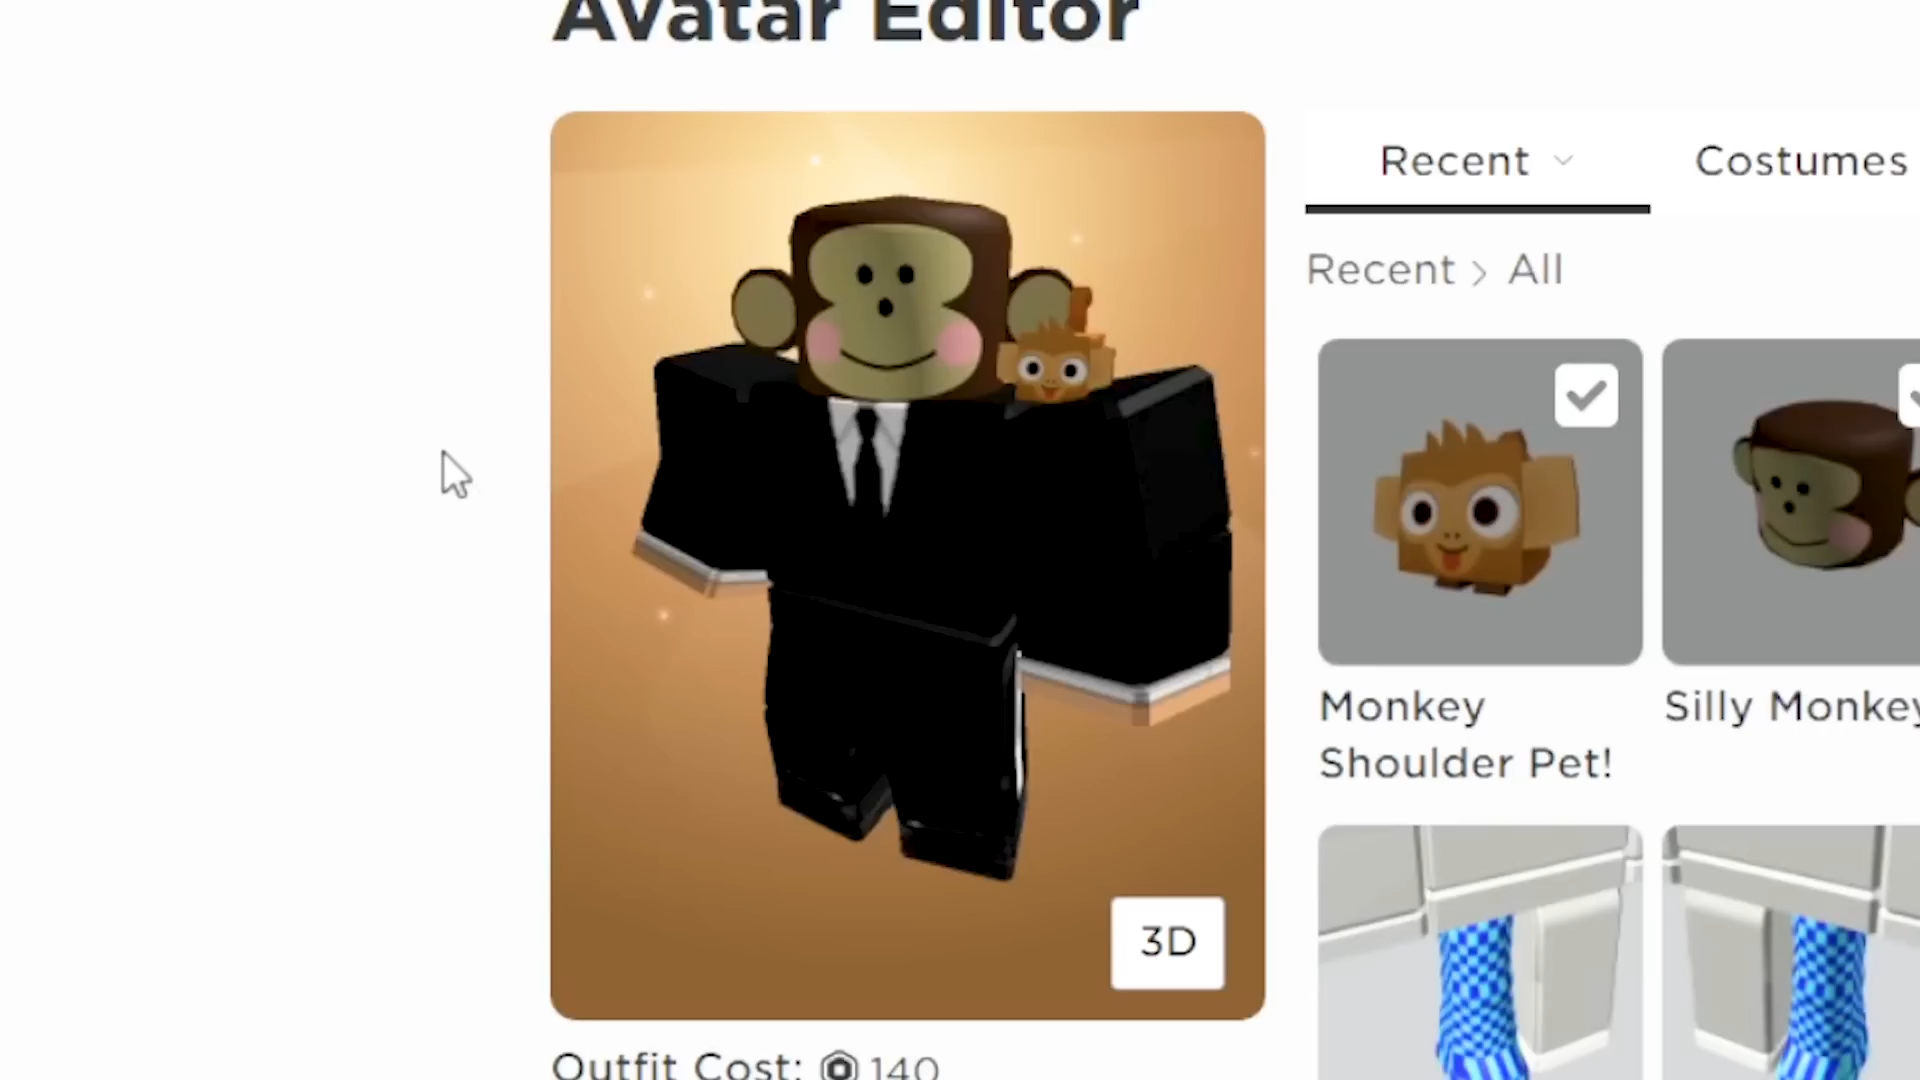 Avatar Editor
Recent
Costumes
Recent > All
Monkey
Shoulder Pet!
Silly Monkey
3D
Outfit Cost: 140